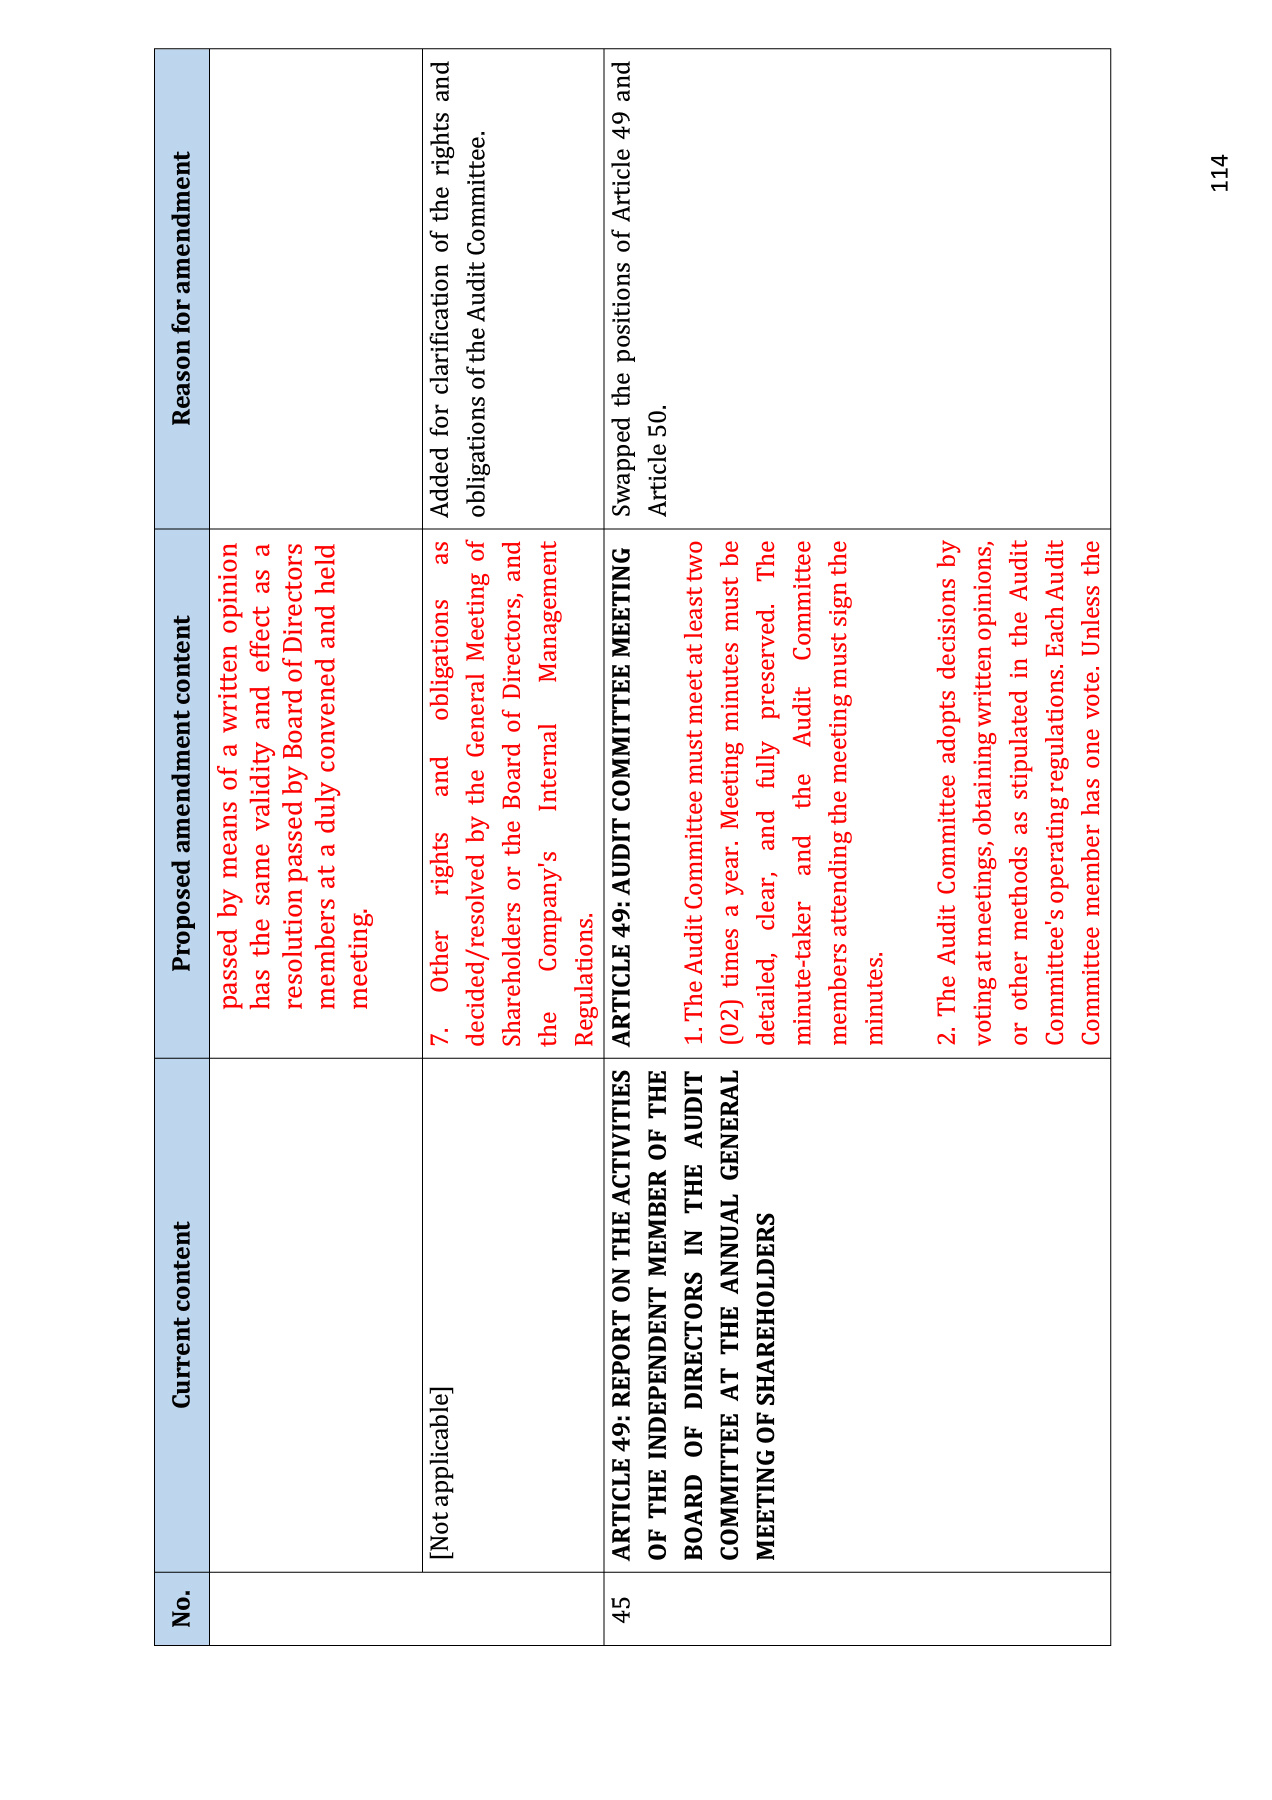 No.
Current content
Proposed amendment content
Reason for amendment
passed by means of a written opinion
has the same validity and effect as a
resolution passed by Board of Directors
members at a duly convened and held
meeting.
[Not applicable]
7. Other rights and obligations as
decided/resolved by the General Meeting of
Shareholders or the Board of Directors, and
the Company's Internal Management
Regulations.
Added for clarification of the rights and
obligations of the Audit Committee.
45
ARTICLE 49: REPORT ON THE ACTIVITIES
OF THE INDEPENDENT MEMBER OF THE
BOARD OF DIRECTORS IN THE AUDIT
COMMITTEE AT THE ANNUAL GENERAL
MEETING OF SHAREHOLDERS
ARTICLE 49: AUDIT COMMITTEE MEETING
1. The Audit Committee must meet at least two
(02) times a year. Meeting minutes must be
detailed, clear, and fully preserved. The
minute-taker and the Audit Committee
members attending the meeting must sign the
minutes.
2. The Audit Committee adopts decisions by
voting at meetings, obtaining written opinions,
or other methods as stipulated in the Audit
Committee's operating regulations. Each Audit
Committee member has one vote. Unless the
Swapped the positions of Article 49 and
Article 50.
114